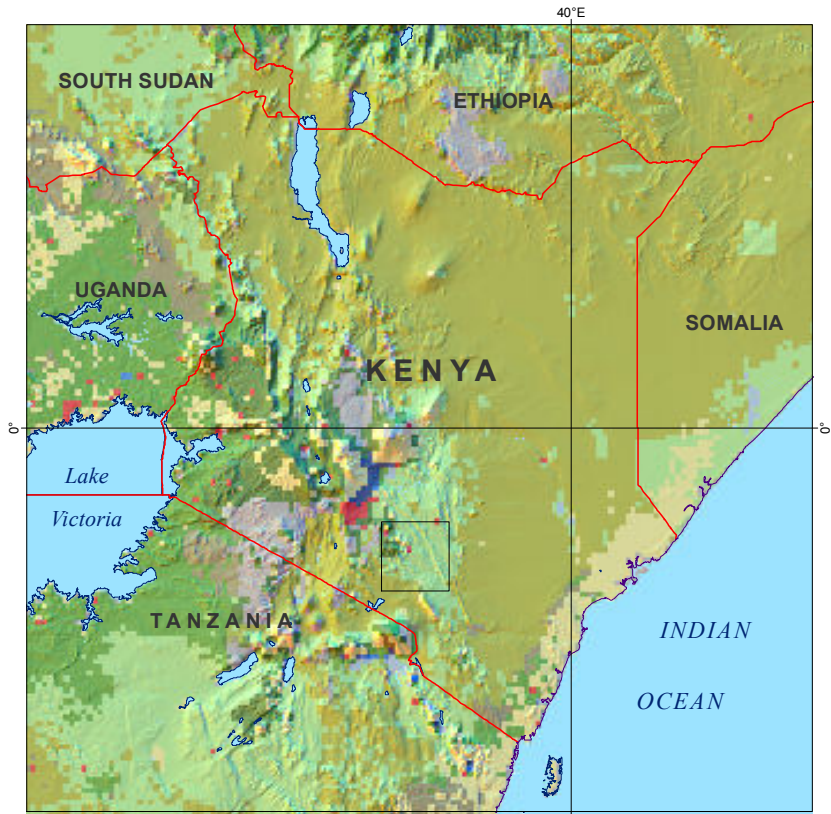 40°E
SOUTH SUDAN
ETHIOPIA
UGANDA
SOMALIA
KENYA
0°
0°
Lake
Victoria
TANZANIA
INDIAN
OCEAN